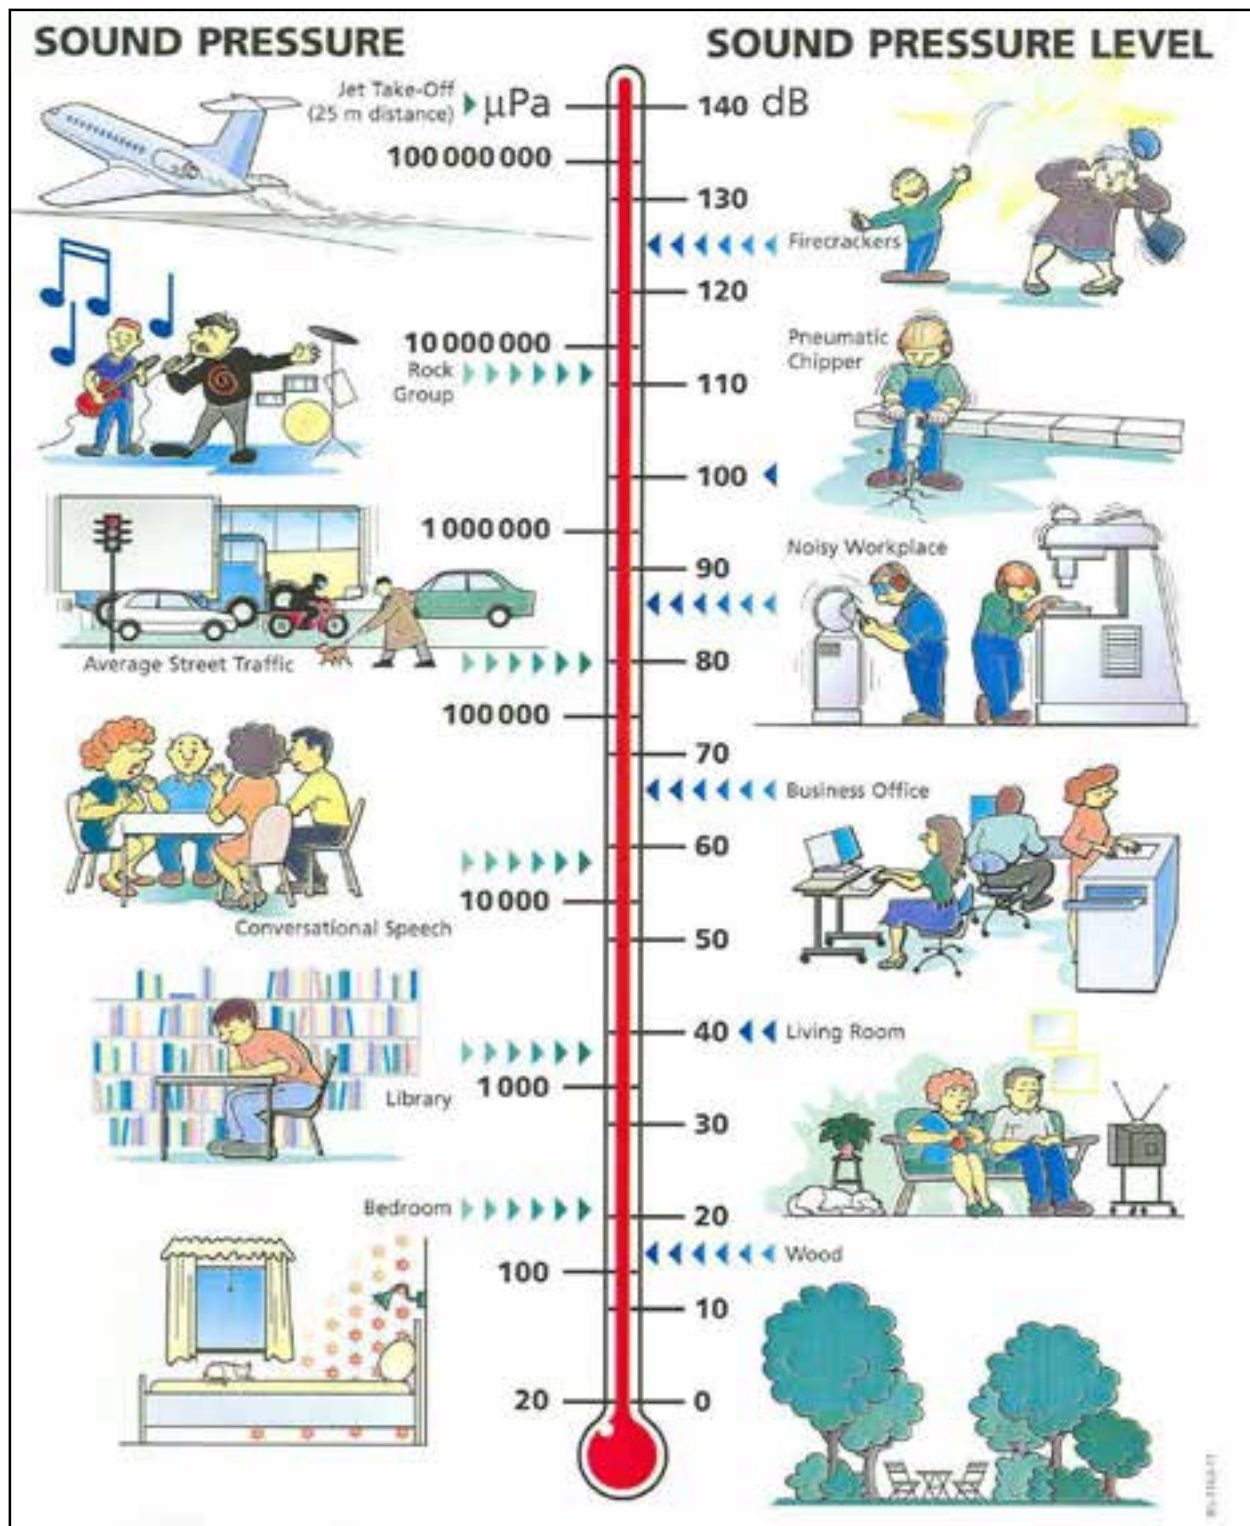 SOUND PRESSURE
SOUND PRESSURE LEVEL
Jet Take-Off
(25 m distance)
μPa
140 dB
100 000 000
130
Firecrackers
120
10 000 000
Pneumatic
Chipper
Rock
Group
110
100
1 000 000
Noisy Workplace
90
Average Street Traffic
80
100 000
70
Business Office
60
10 000
Conversational Speech
50
40
Living Room
1 000
Library
30
Bedroom
20
Wood
100
10
20
0